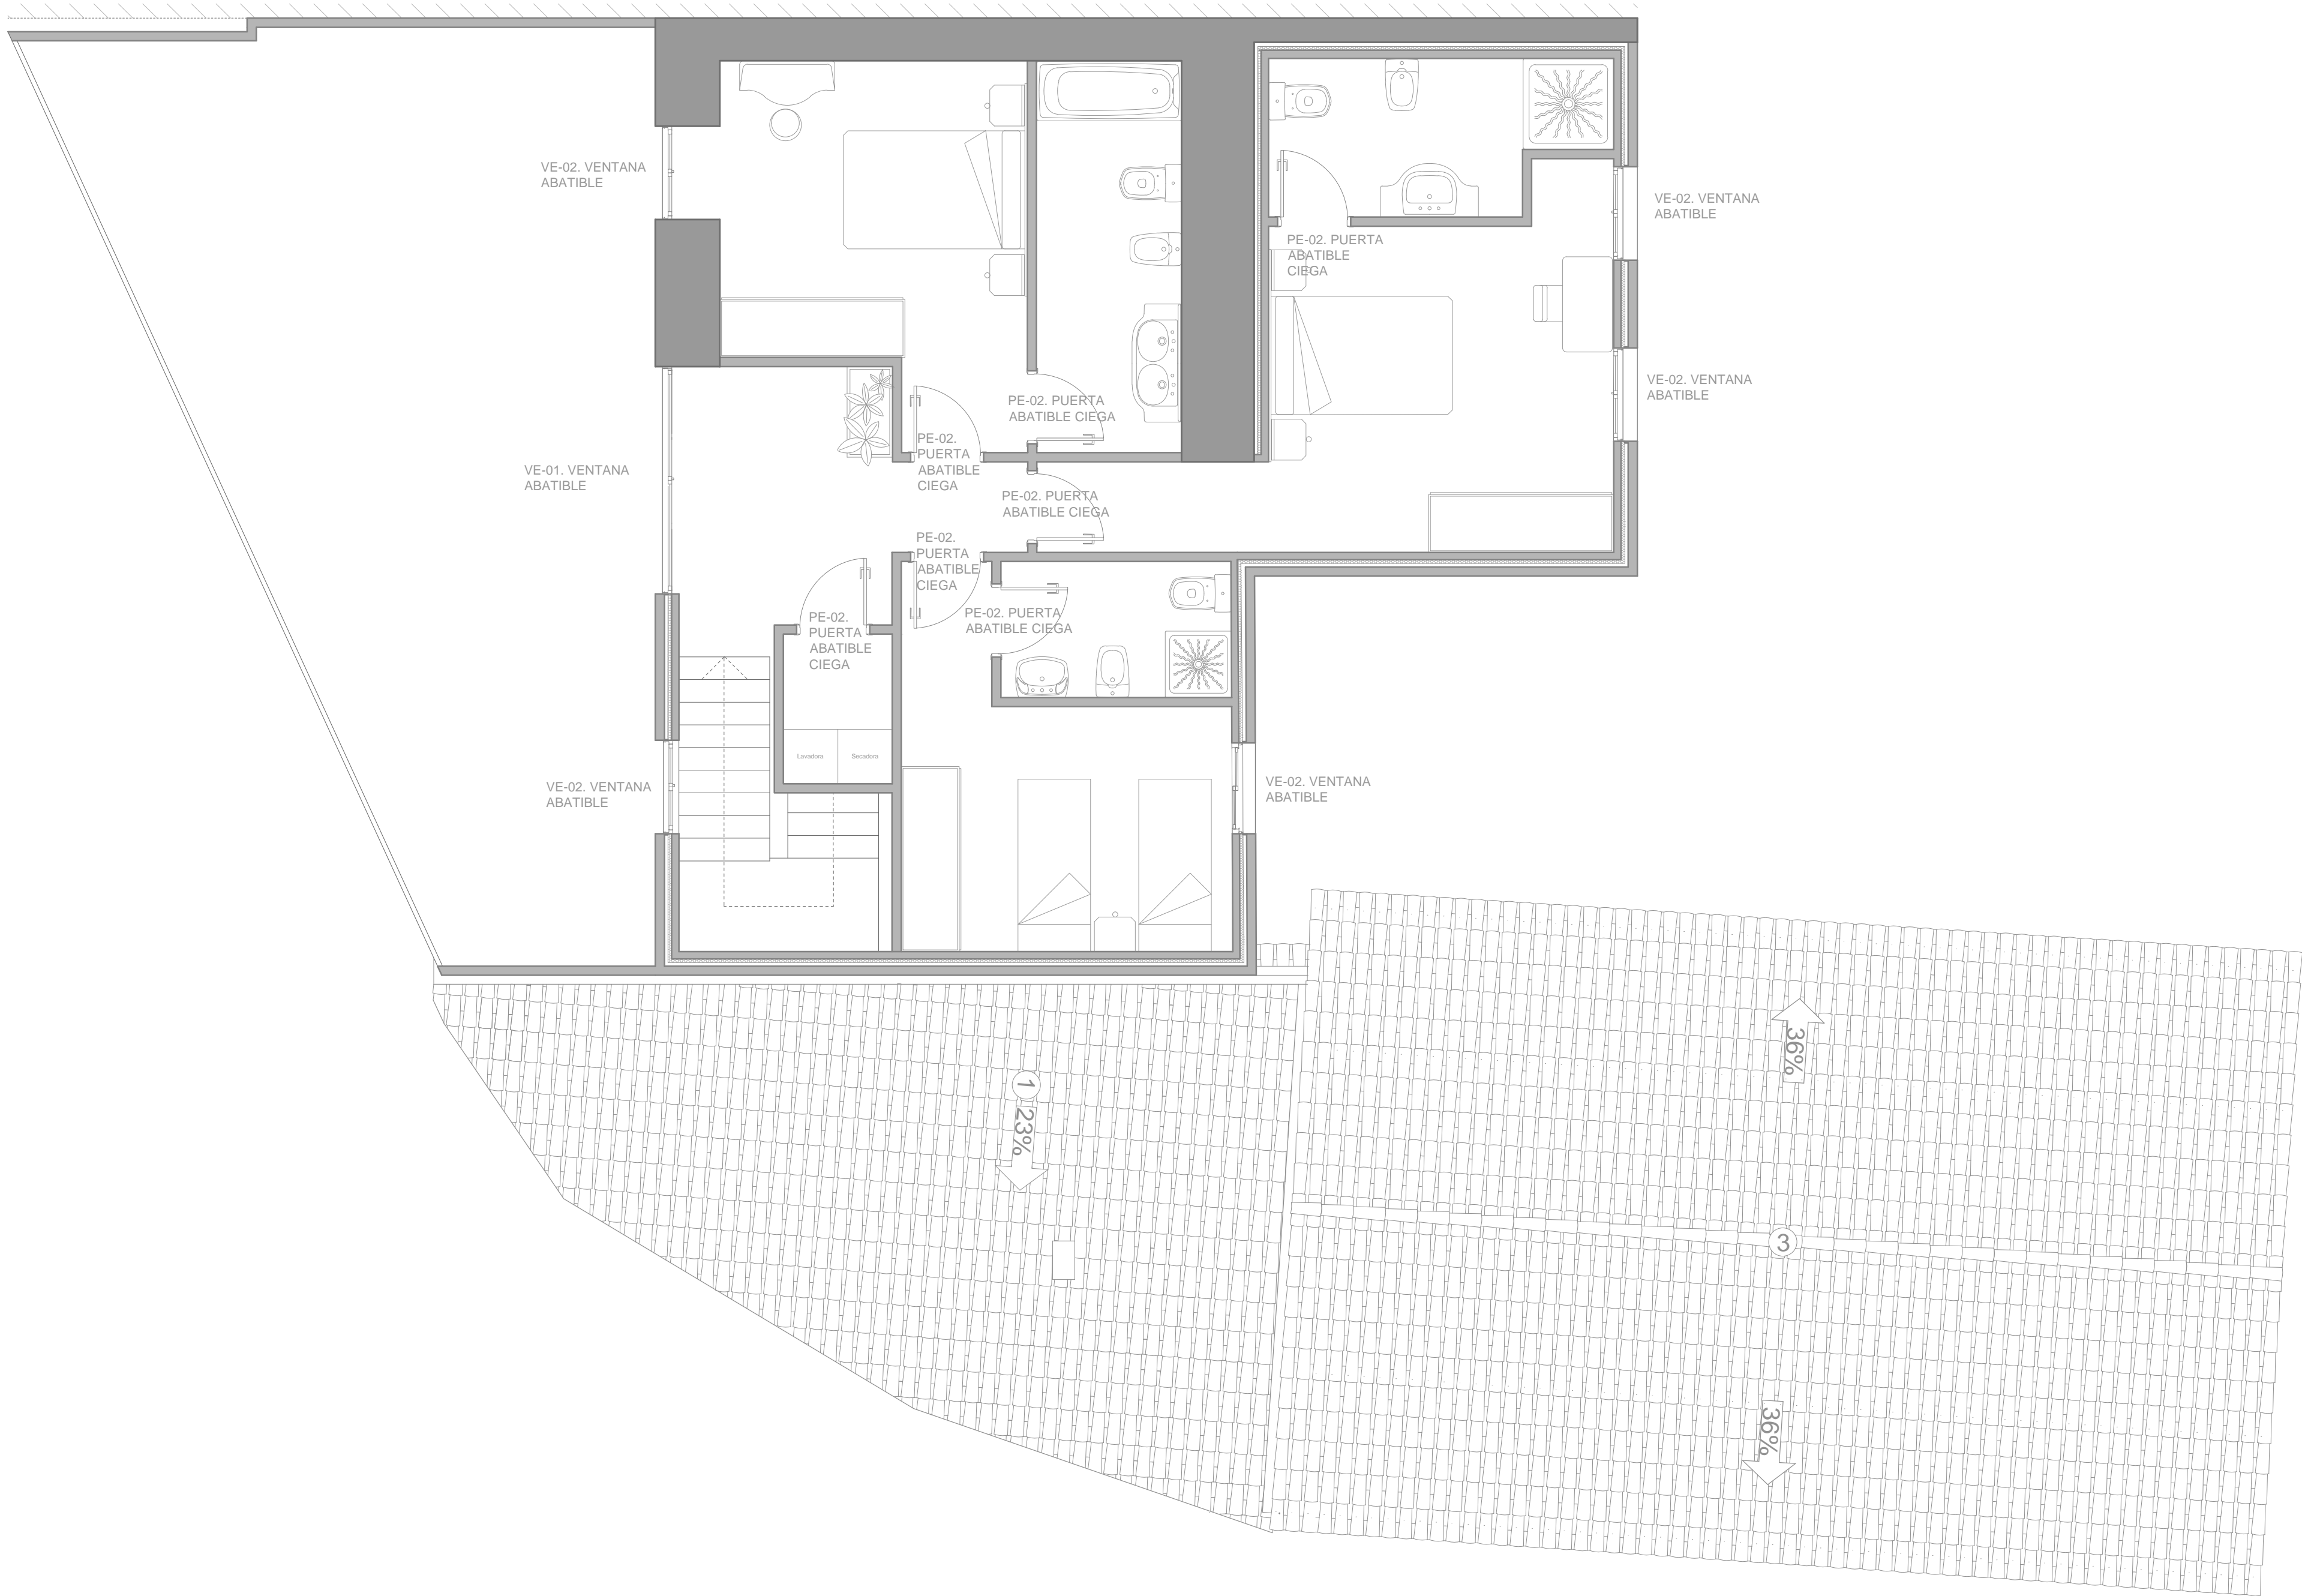 VE-02. VENTANA
ABATIBLE
VE-02. VENTANA
ABATIBLE
PE-02. PUERTA
ABATIBLE
CIEGA
VE-02. VENTANA
ABATIBLE
PE-02. PUERTA
ABATIBLE CIEGA
PE-02.
PUERTA
ABATIBLE
CIEGA
VE-01. VENTANA
ABATIBLE
PE-02. PUERTA
ABATIBLE CIEGA
PE-02.
PUERTA
ABATIBLE
CIEGA
PE-02. PUERTA
ABATIBLE CIEGA
PE-02.
PUERTA
ABATIBLE
CIEGA
Lavadora
Secadora
VE-02. VENTANA
ABATIBLE
VE-02. VENTANA
ABATIBLE
36%
1
23%
3
36%